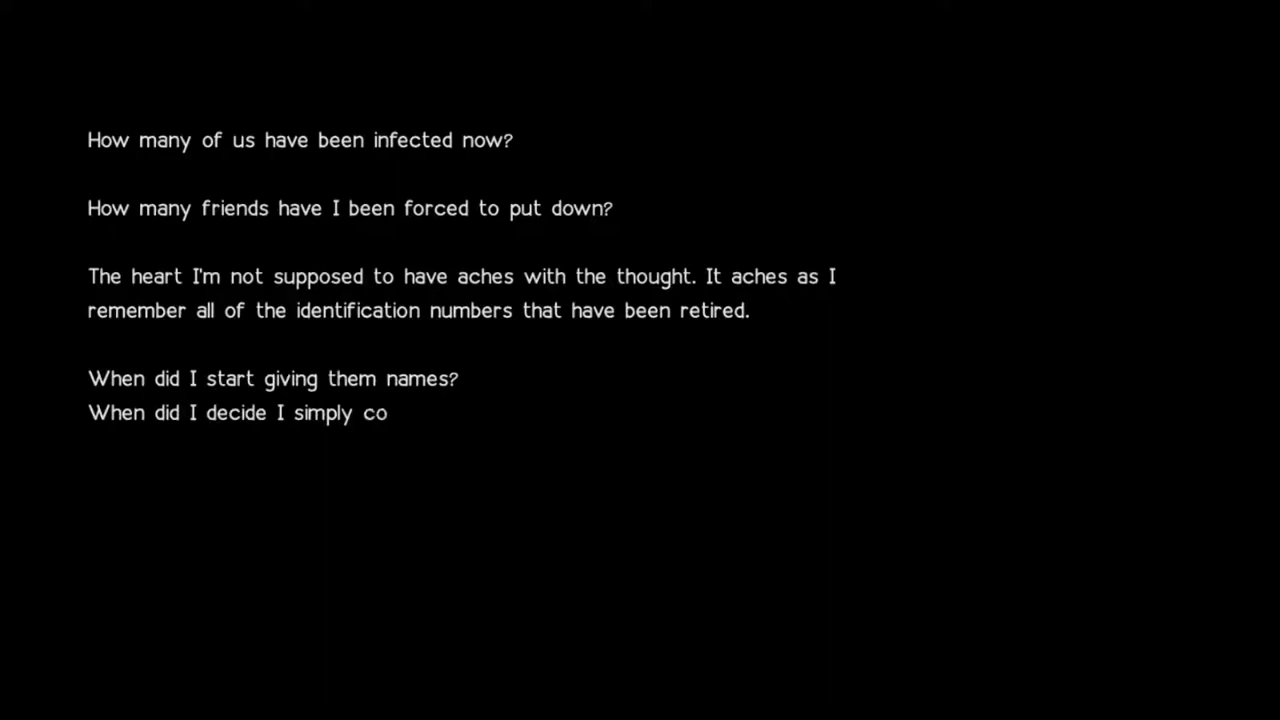 How many of us have been infected now?
How many friends have I been forced to put down?
The heart I'm not supposed to have aches with the thought. It aches as I
remember all of the identification numbers that have been retired.
When did I start giving them names?
When did I decide I simply co